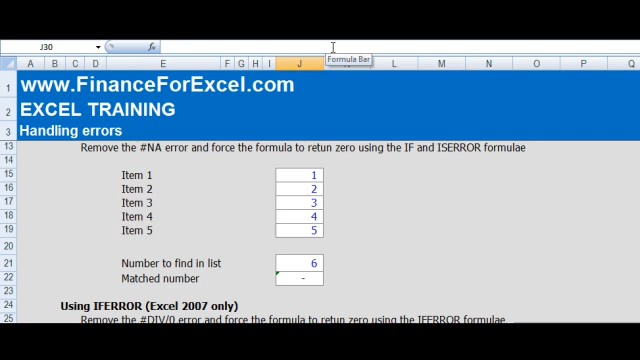 J30 fx
Formula Bar
A B C D E F G H I J K L M N O P Q
1 www.FinanceForExcel.com
2 EXCEL TRAINING
3 Handling errors
13 Remove the #NA error and force the formula to retun zero using the IF and ISERROR formulae
14
15 Item 1 1
16 Item 2 2
17 Item 3 3
18 Item 4 4
19 Item 5 5
20
21 Number to find in list 6
22 Matched number -
23
24 Using IFERROR (Excel 2007 only)
25 Remove the #DIV/0 error and force the formula to retun zero using the IFERROR formulae.